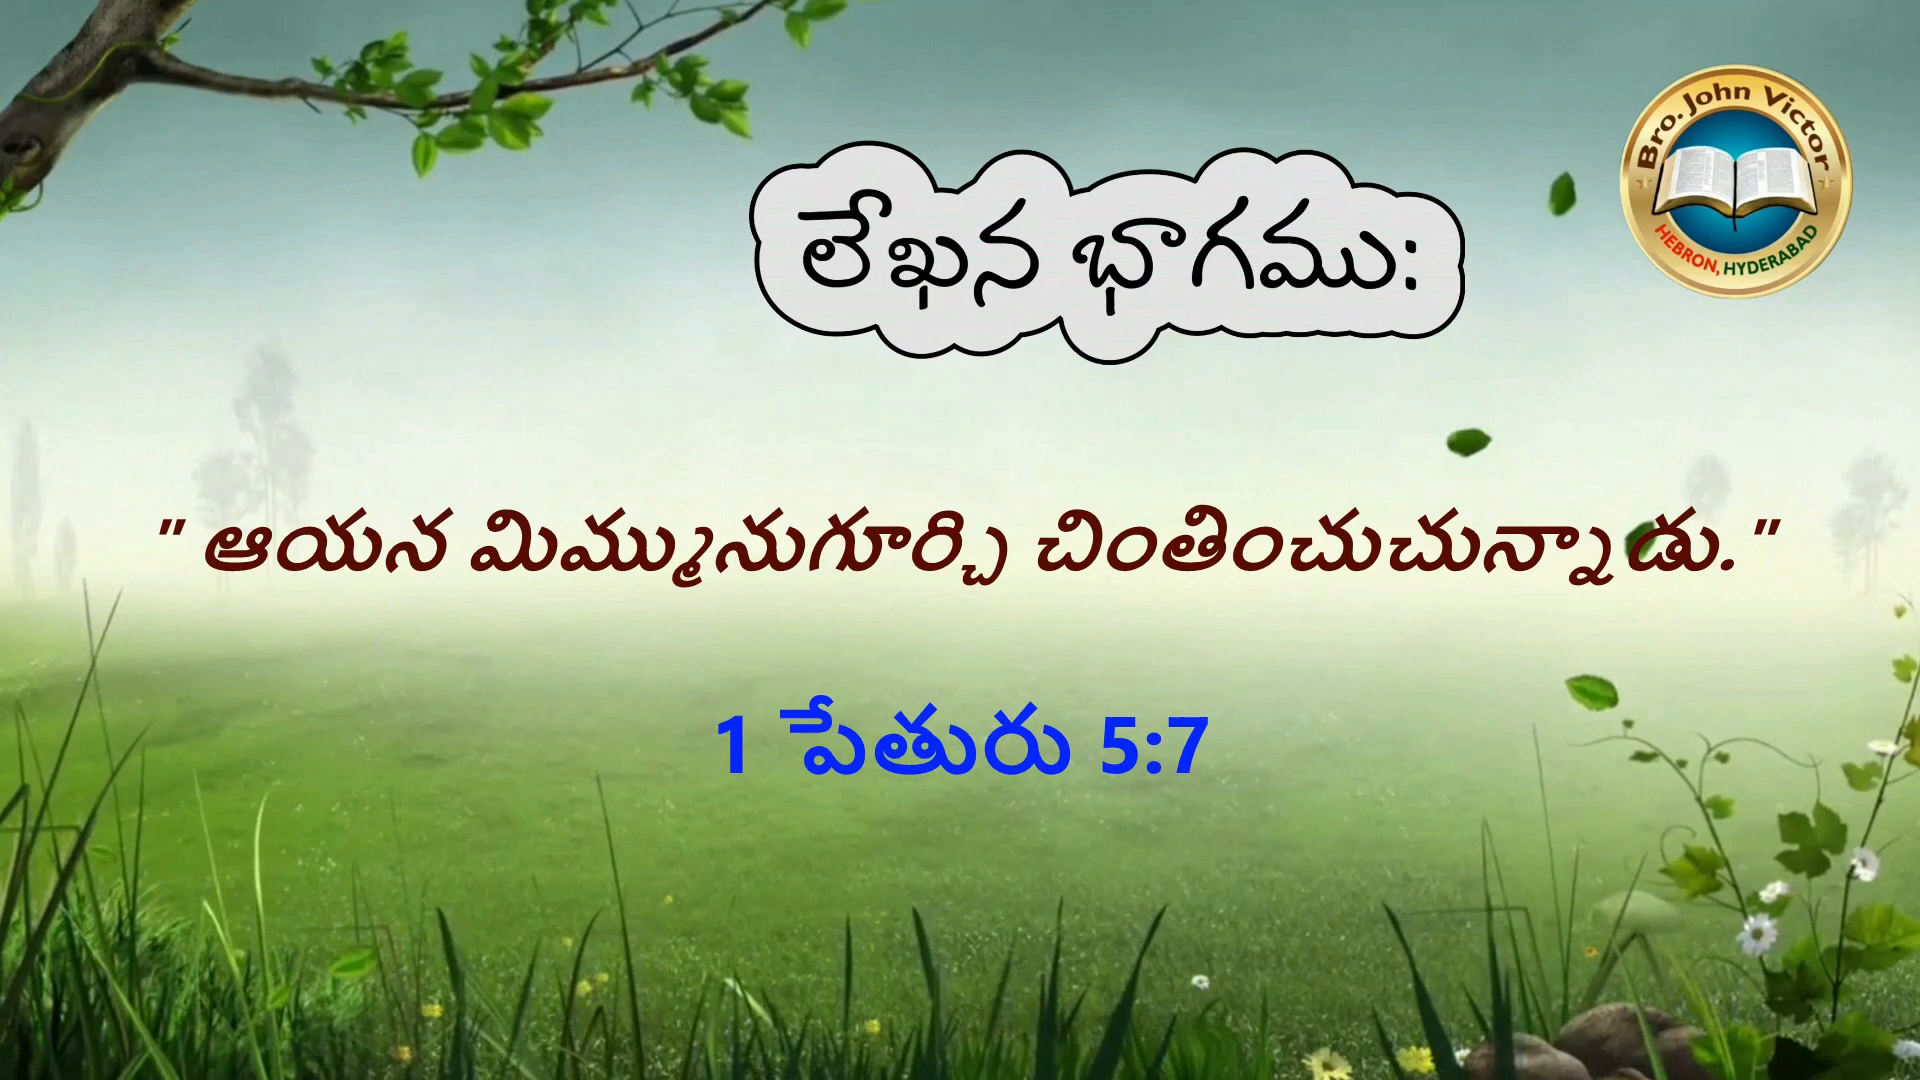 Bro. John Victor
HEBRON, HYDERABAD
లేఖన భాగము:
" ఆయన మిమ్మునుగూర్చి చింతించుచున్నాడు."
1 పేతురు 5:7